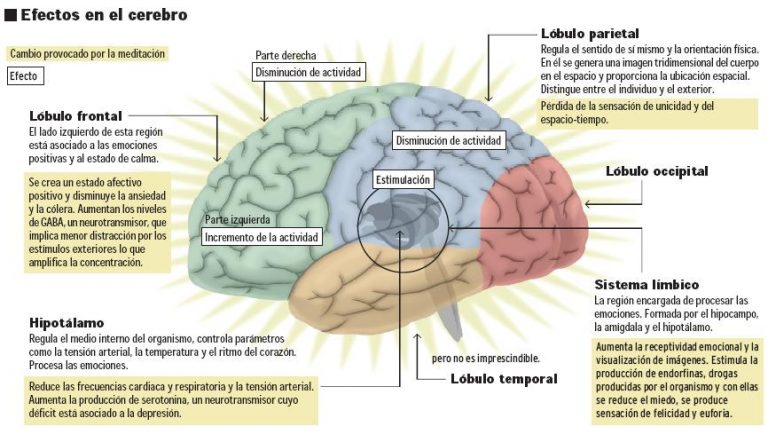 Efectos en el cerebro
Cambio provocado por la meditación
Efecto
Parte derecha
Disminución de actividad
Lóbulo parietal
Regula el sentido de sí mismo y la orientación física.
En él se genera una imagen tridimensional del cuerpo
en el espacio y proporciona la ubicación espacial.
Distingue entre el individuo y el exterior.
Pérdida de la sensación de unicidad y del
espacio-tiempo.
Lóbulo frontal
El lado izquierdo de esta región
está asociado a las emociones
positivas y al estado de calma.
Se crea un estado afectivo
positivo y disminuye la ansiedad
y la cólera. Aumentan los niveles
de GABA, un neurotransmisor, que
implica menor distracción por los
estímulos exteriores lo que
amplifica la concentración.
Disminución de actividad
Estimulación
Parte izquierda
Incremento de la actividad
Lóbulo occipital
Sistema límbico
La región encargada de procesar las
emociones. Formada por el hipocampo,
la amigdala y el hipotálamo.
Aumenta la receptividad emocional y la
visualización de imágenes. Estimula la
producción de endorfinas, drogas
producidas por el organismo y con ellas
se reduce el miedo, se produce
sensación de felicidad y euforia.
Hipotálamo
Regula el medio interno del organismo, controla parámetros
como la tensión arterial, la temperatura y el ritmo del corazón.
Procesa las emociones.
Reduce las frecuencias cardiaca y respiratoria y la tensión arterial.
Aumenta la producción de serotonina, un neurotransmisor cuyo
déficit está asociado a la depresión.
pero no es imprescindible.
Lóbulo temporal